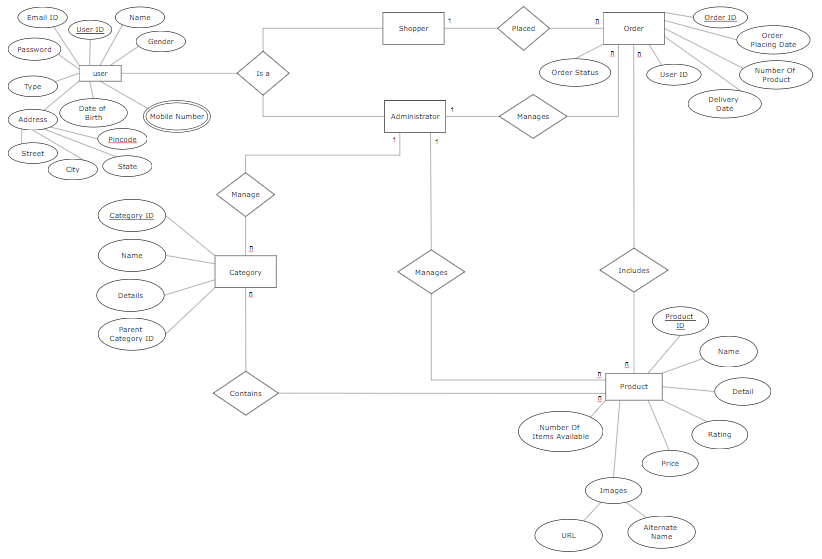 Email ID
Name
User ID
Gender
Password
user
Type
Date of
Birth
Mobile Number
Address
Pincode
Street
City
State
Is a
Shopper
1
Placed
n
Order
Order ID
Order
Placing Date
Number Of
Product
Delivery
Date
User ID
Order Status
n
n
Administrator
1
Manages
1
1
Manage
n
Category ID
Name
Details
Parent
Category ID
Category
n
Contains
Manages
Includes
n
n
n
Product
Product
ID
Name
Detail
Rating
Price
Number Of
Items Available
Images
URL
Alternate
Name